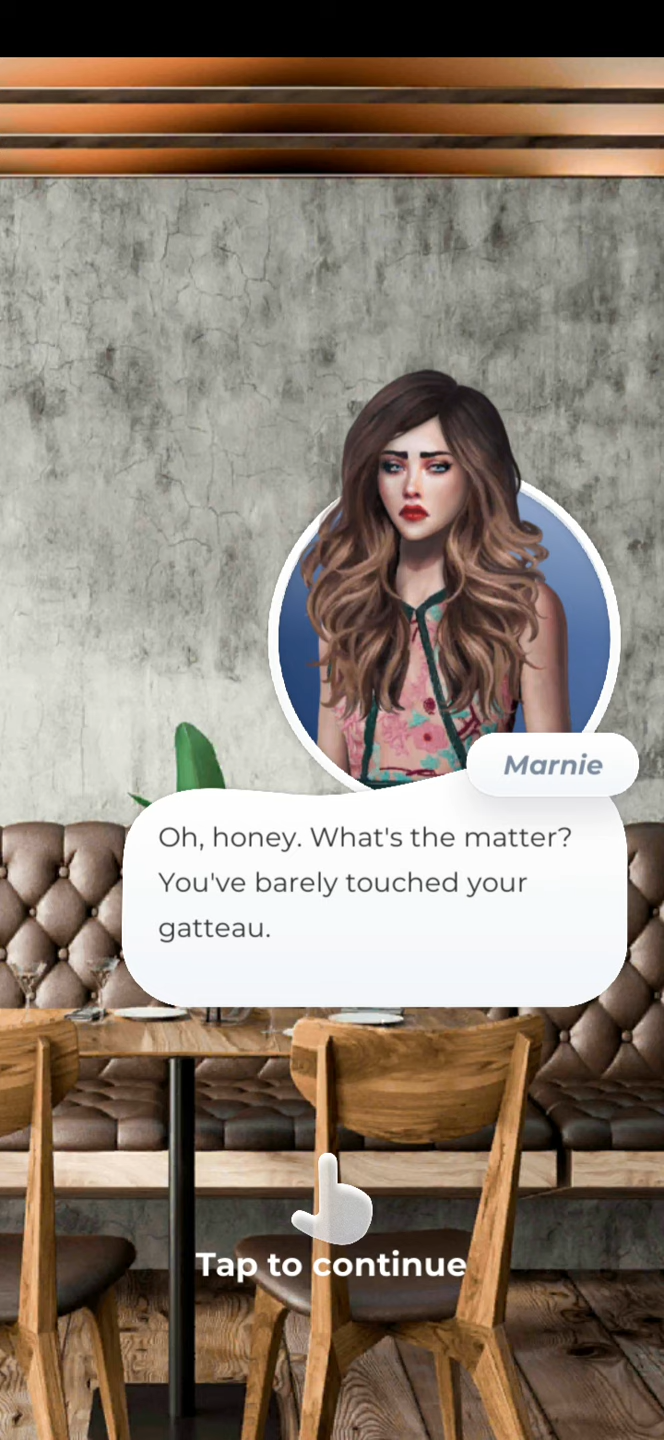 Marnie
Oh, honey. What's the matter?
You've barely touched your
gatteau.
Tap to continue